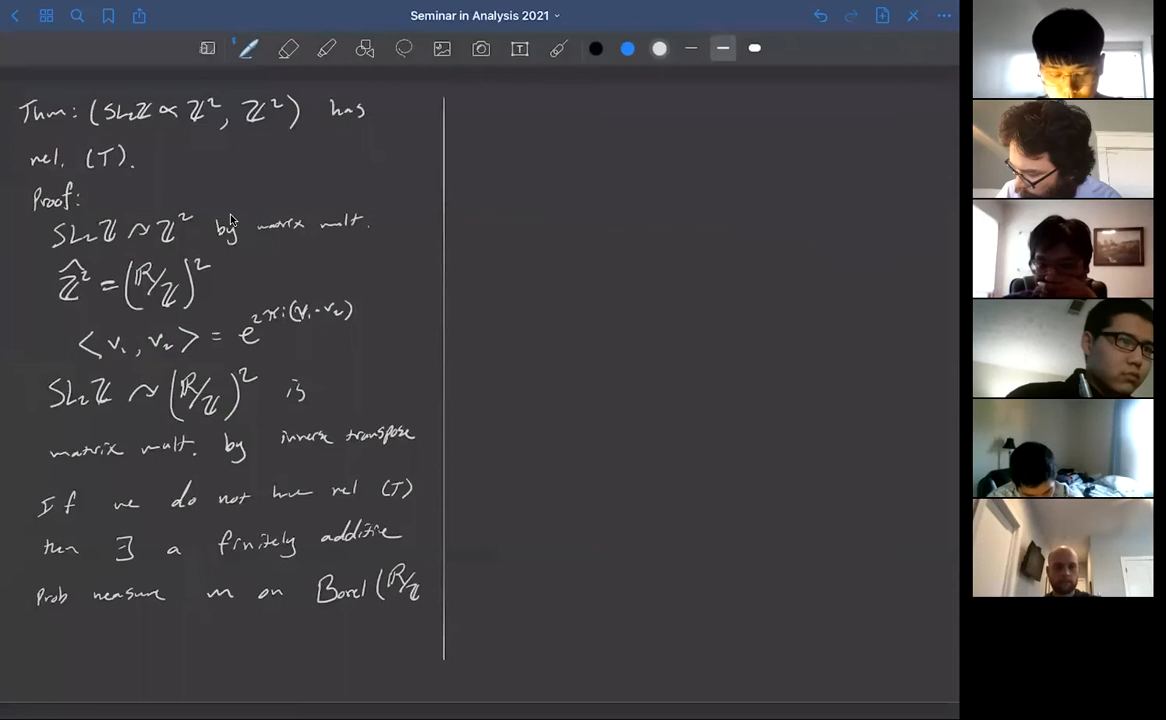 Seminar in Analysis 2021
Thm: (SL₂ℤ ∝ ℤ², ℤ²) has
rel. (T).
Proof:
SL₂ℤ ~ ℤ² by matrix mult.
ℤ̂² = (ℝ/ℤ)²
<v₁, v₂> = e^{2πi(v₁·v₂)}
SL₂ℤ ~ (ℝ/ℤ)² is
matrix mult. by inverse transpose
If we do not have rel (T)
then ∃ a finitely additive
Prob measure m on Borel(ℝ/ℤ